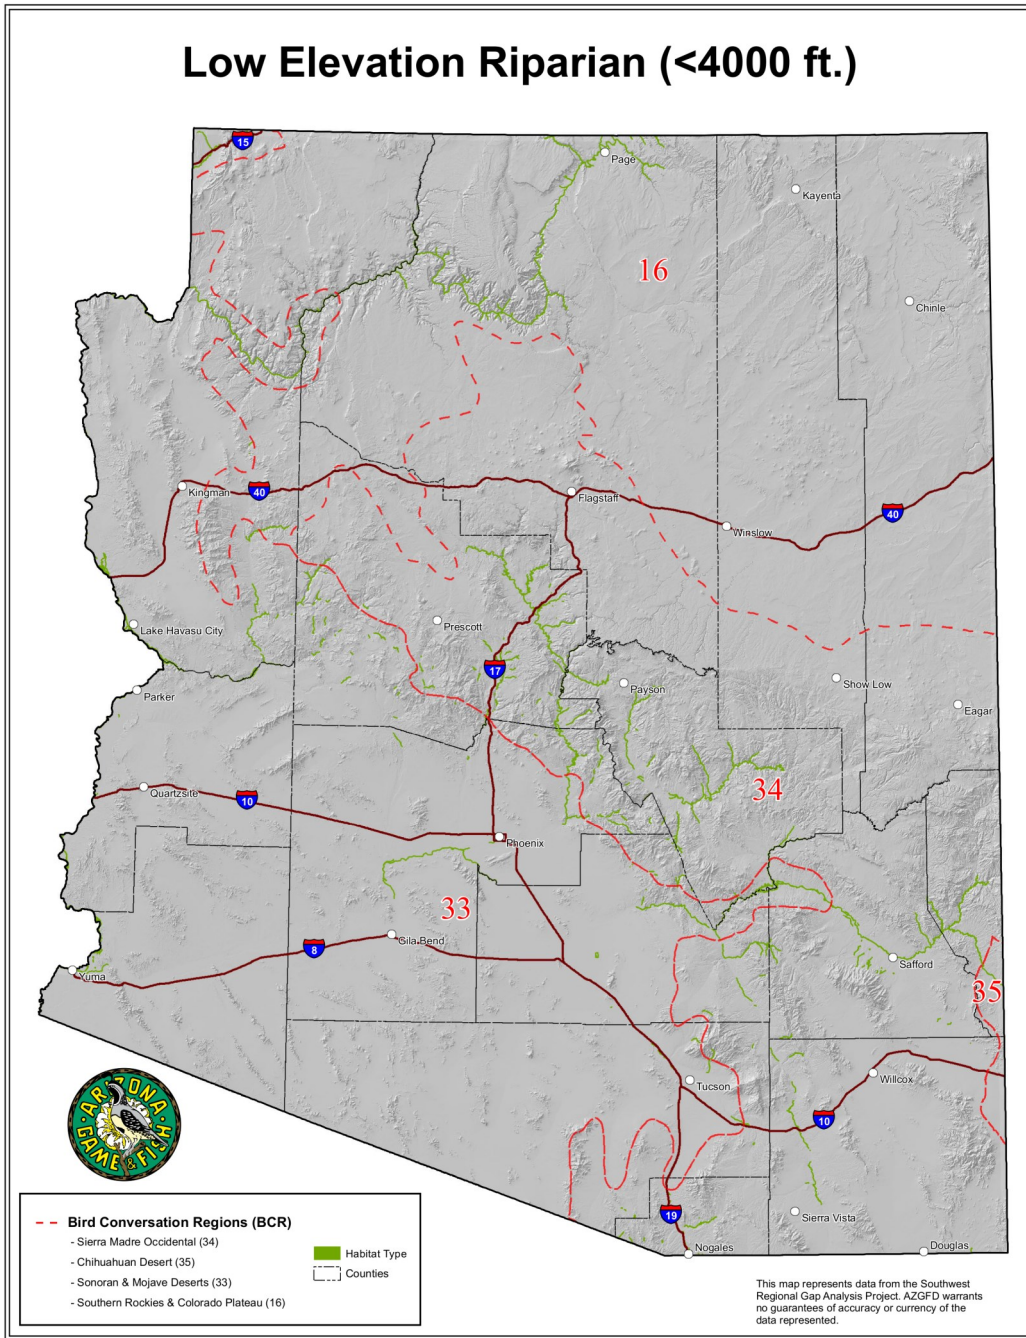 Low Elevation Riparian (<4000 ft.)
15
Page
Kayenta
16
Chinle
Kingman
40
Flagstaff
40
Winslow
Lake Havasu City
Prescott
17
Parker
Payson
Show Low
Eagar
Quartzsite
10
34
Phoenix
33
Gila Bend
8
Safford
Yuma
35
Tucson
Willcox
10
19
Sierra Vista
Nogales
Douglas
ARIZONA
GAME & FISH
Bird Conversation Regions (BCR)
- Sierra Madre Occidental (34)
- Chihuahuan Desert (35)
- Sonoran & Mojave Deserts (33)
- Southern Rockies & Colorado Plateau (16)
Habitat Type
Counties
This map represents data from the Southwest
Regional Gap Analysis Project. AZGFD warrants
no guarantees of accuracy or currency of the
data represented.